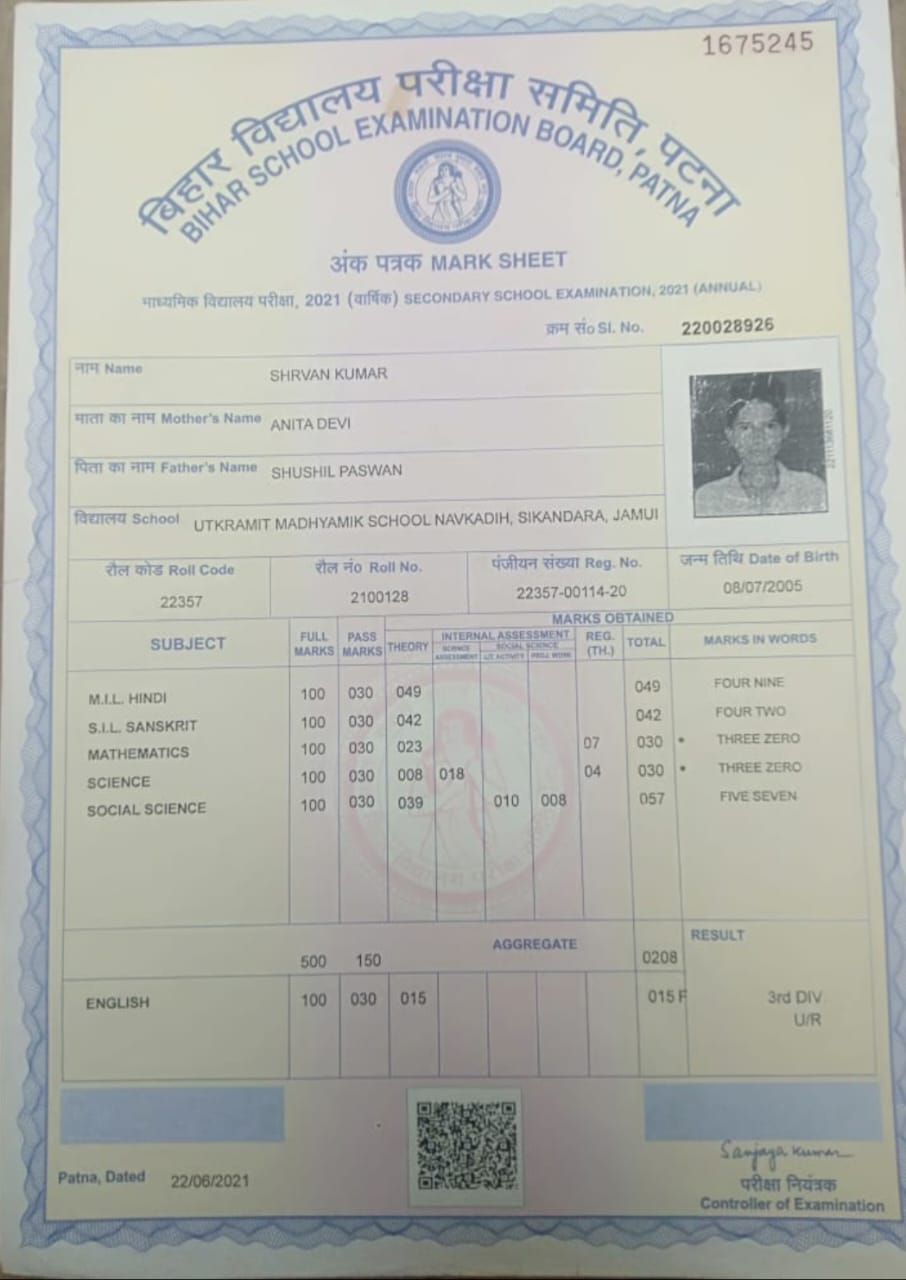 1675245
बिहार विद्यालय परीक्षा समिति, पटना
BIHAR SCHOOL EXAMINATION BOARD, PATNA
अंक पत्रक MARK SHEET
माध्यमिक विद्यालय परीक्षा, 2021 (वार्षिक) SECONDARY SCHOOL EXAMINATION, 2021 (ANNUAL)
क्रम सं० Sl. No. 220028926
नाम Name SHRVAN KUMAR
माता का नाम Mother's Name ANITA DEVI
पिता का नाम Father's Name SHUSHIL PASWAN
विद्यालय School UTKRAMIT MADHYAMIK SCHOOL NAVKADIH, SIKANDARA, JAMUI
रौल कोड Roll Code रौल नं० Roll No. पंजीयन संख्या Reg. No. जन्म तिथि Date of Birth
22357 2100128 22357-00114-20 08/07/2005
MARKS OBTAINED
SUBJECT FULL MARKS PASS MARKS THEORY INTERNAL ASSESSMENT REG. (TH.) TOTAL MARKS IN WORDS
SCIENCE ASSESSMENT SOCIAL SCIENCE LIT. ACTIVITY PROJ. WORK
M.I.L. HINDI 100 030 049 049 FOUR NINE
S.I.L. SANSKRIT 100 030 042 042 FOUR TWO
MATHEMATICS 100 030 023 07 030 * THREE ZERO
SCIENCE 100 030 008 018 04 030 * THREE ZERO
SOCIAL SCIENCE 100 030 039 010 008 057 FIVE SEVEN
500 150 AGGREGATE 0208 RESULT
ENGLISH 100 030 015 015 F 3rd DIV
U/R
Patna, Dated 22/06/2021
Sanjaya Kumar
परीक्षा नियंत्रक
Controller of Examination